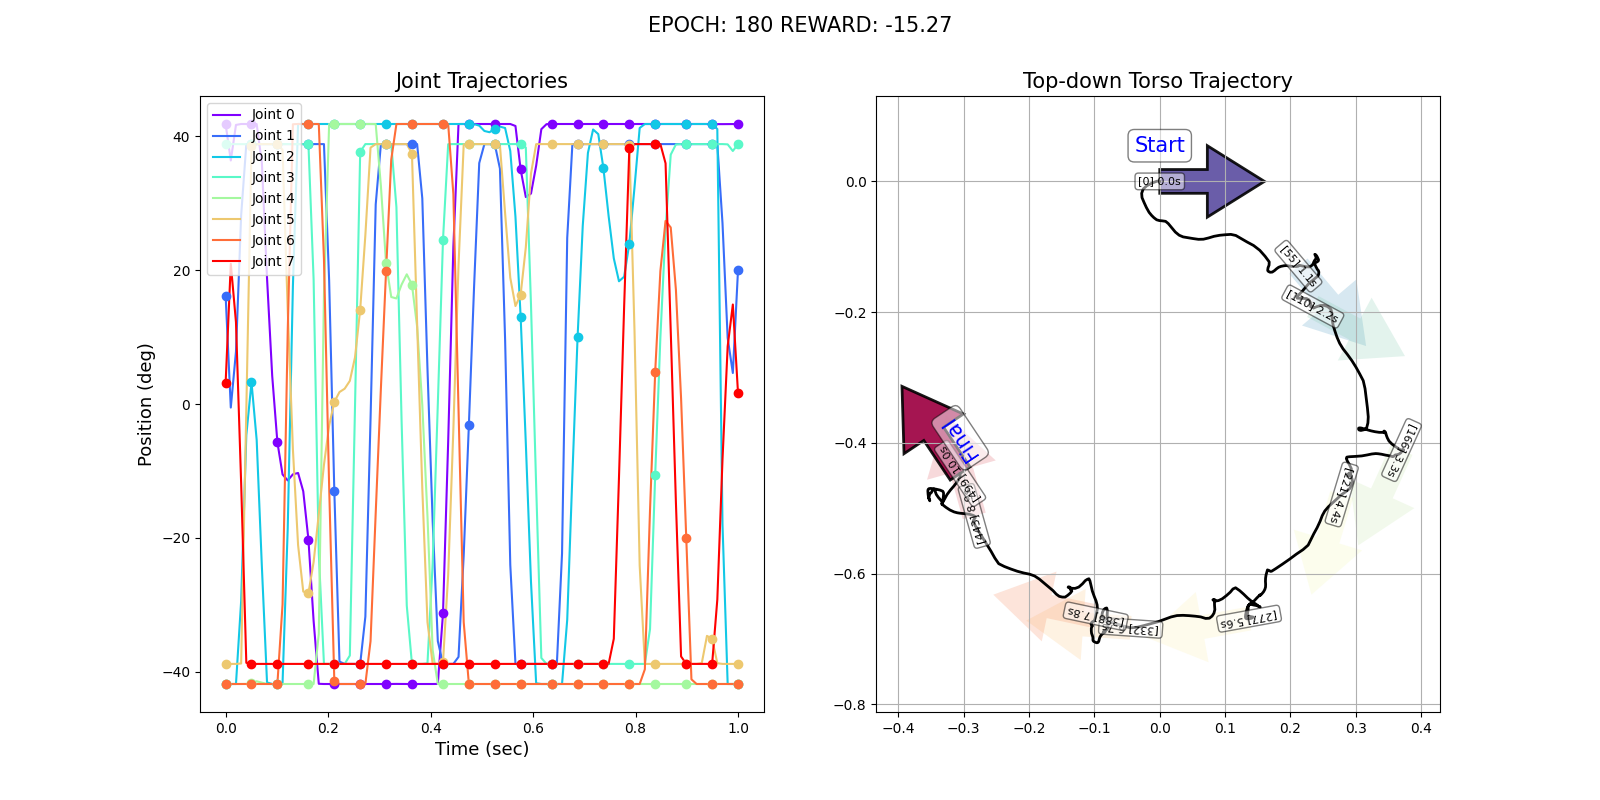 EPOCH: 180 REWARD: -15.27
Joint Trajectories
Joint 0
Joint 1
Joint 2
Joint 3
Joint 4
Joint 5
Joint 6
Joint 7
40
20
0
−20
−40
Position (deg)
0.0
0.2
0.4
0.6
0.8
1.0
Time (sec)
Top-down Torso Trajectory
Start
[0] 0.0s
[55] 1.1s
[110] 2.2s
[166] 3.3s
[221] 4.4s
[277] 5.6s
[332] 6.7s
[388] 7.8s
[443] 8.9s
[499] 10.0s
Final
0.0
−0.2
−0.4
−0.6
−0.8
−0.4
−0.3
−0.2
−0.1
0.0
0.1
0.2
0.3
0.4